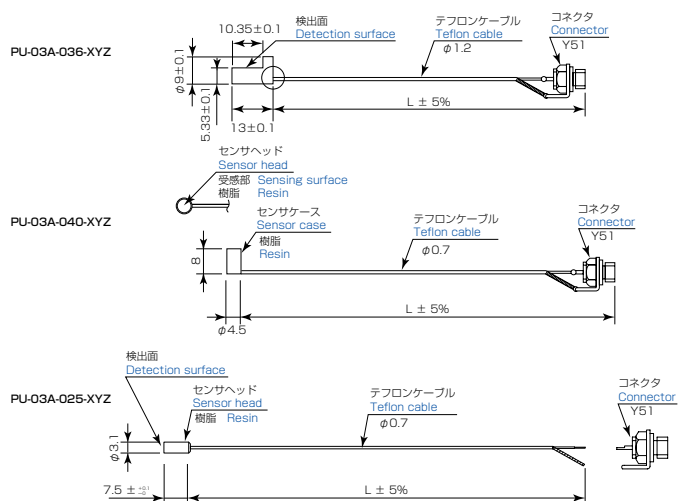 PU-03A-036-XYZ
10.35±0.1
検出面
Detection surface
テフロンケーブル
Teflon cable
φ1.2
コネクタ
Connector
Y51
φ9±0.1
5.33±0.1
13±0.1
L ± 5%
センサヘッド
Sensor head
受感部 Sensing surface
樹脂 Resin
PU-03A-040-XYZ
センサケース
Sensor case
樹脂
Resin
テフロンケーブル
Teflon cable
φ0.7
コネクタ
Connector
Y51
8
φ4.5
L ± 5%
検出面
Detection surface
PU-03A-025-XYZ
センサヘッド
Sensor head
樹脂 Resin
テフロンケーブル
Teflon cable
φ0.7
コネクタ
Connector
Y51
φ3.1
7.5 ±
L ± 5%